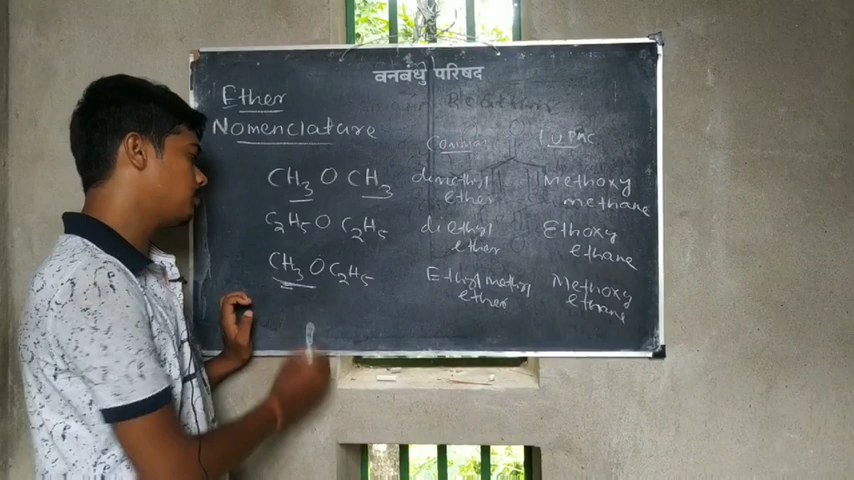 वनबंधु परिषद
Ether
Nomenclature
Common IUPAC
CH3 O CH3 dimethyl ether Methoxy methane
C2H5 O C2H5 diethyl ether Ethoxy ethane
CH3 O C2H5 Ethyl methyl ether Methoxy ethane